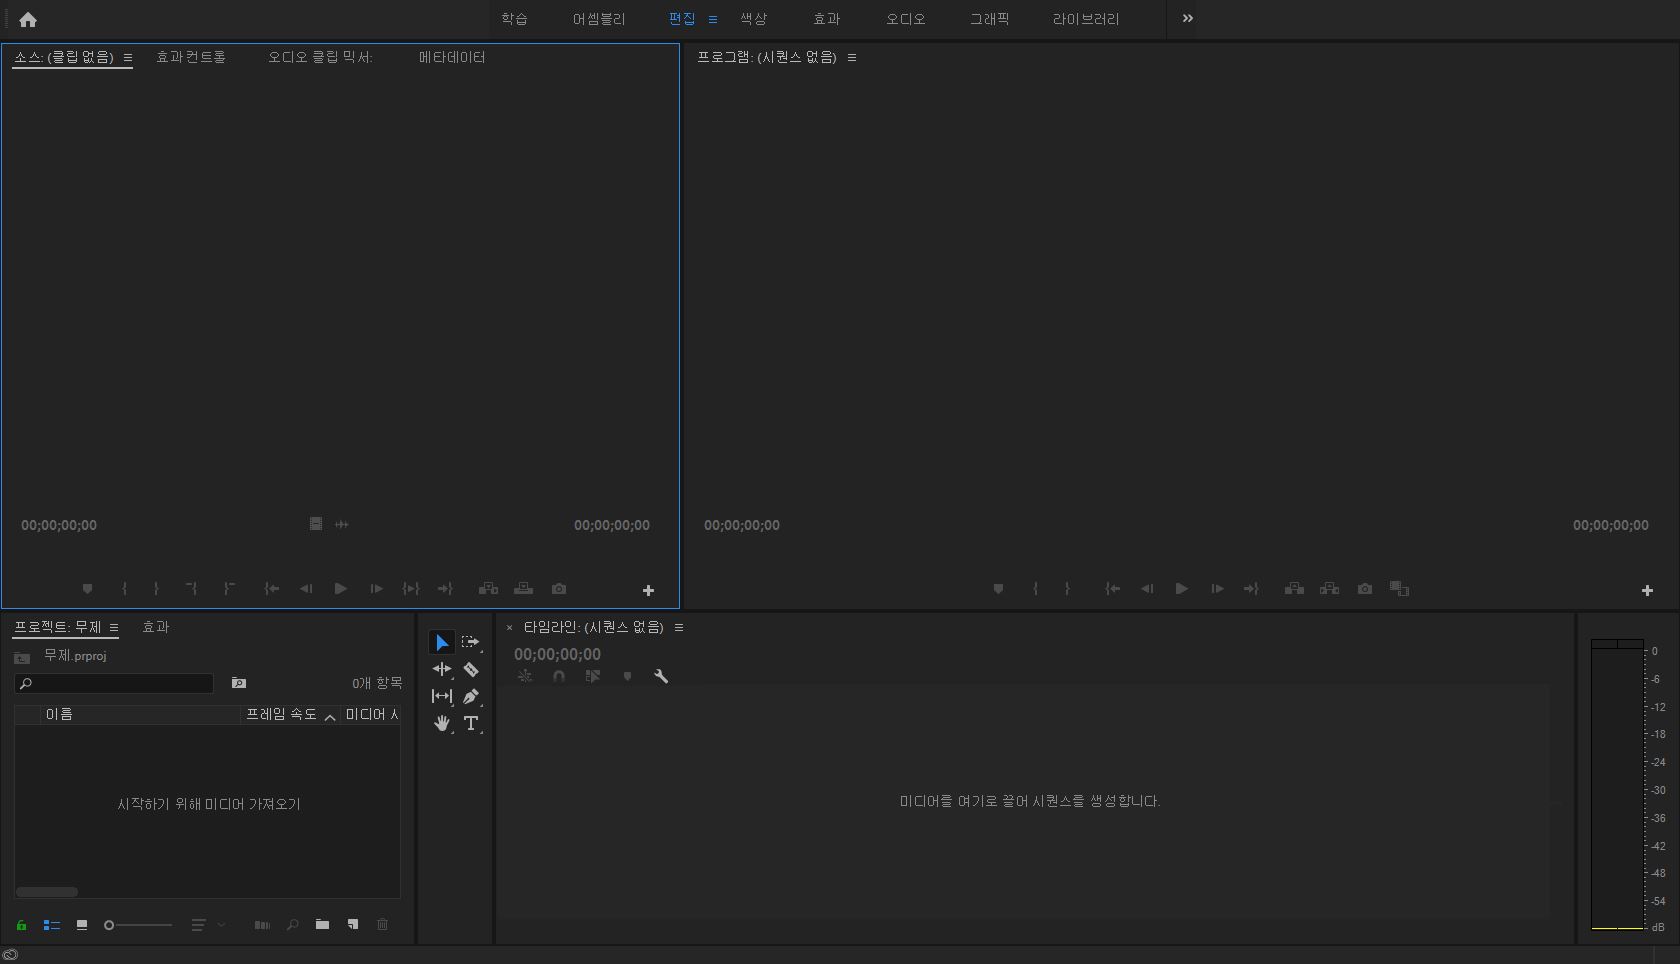 학습 어셈블리 편집 색상 효과 오디오 그래픽 라이브러리
소스: (클립 없음) 효과 컨트롤 오디오 클립 믹서: 메타데이터
프로그램: (시퀀스 없음)
00;00;00;00 00;00;00;00
00;00;00;00 00;00;00;00
프로젝트: 무제 효과
무제.prproj
0개 항목
이름 프레임 속도 미디어 시
시작하기 위해 미디어 가져오기
타임라인: (시퀀스 없음)
00;00;00;00
미디어를 여기로 끌어 시퀀스를 생성합니다.
0
-6
-12
-18
-24
-30
-36
-42
-48
-54
dB